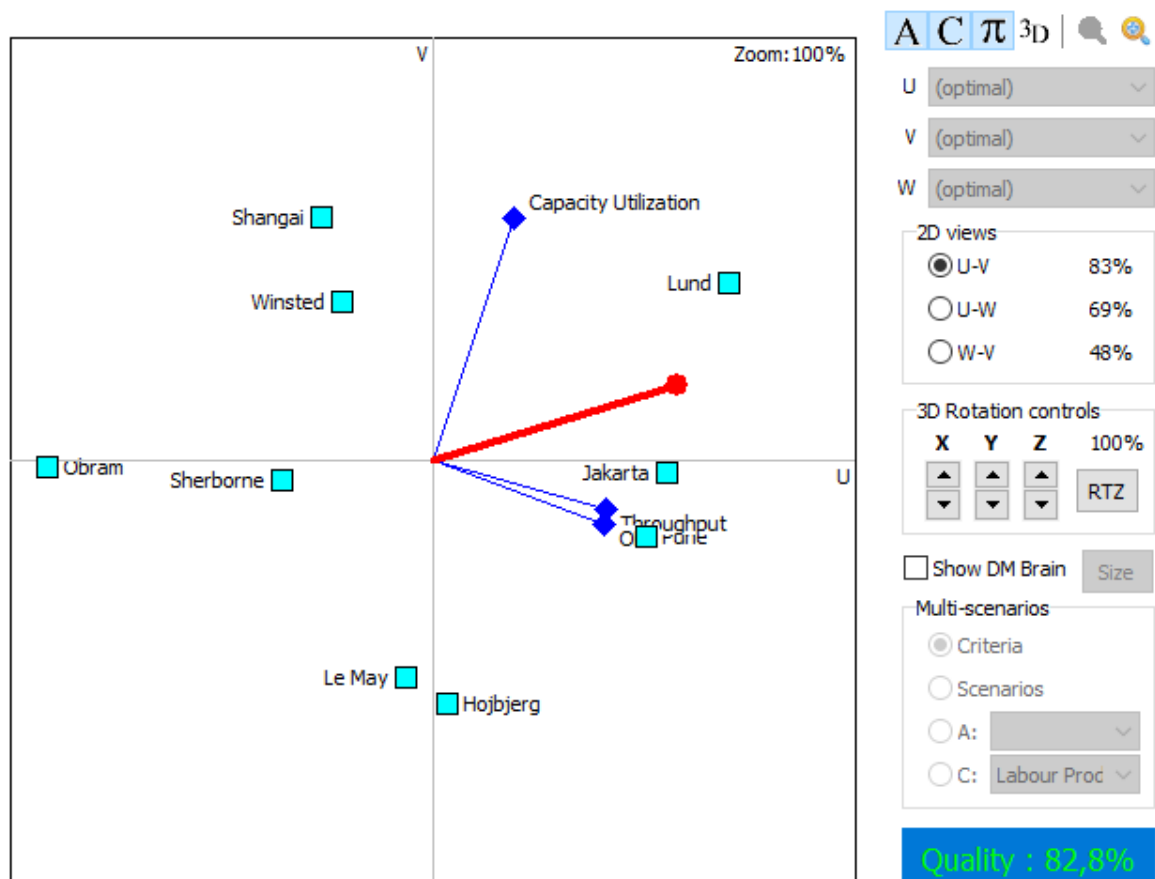 A C π 3D
V
Zoom:100%
U (optimal)
V (optimal)
W (optimal)
Capacity Utilization
Shangai
Lund
Winsted
2D views
U-V 83%
U-W 69%
W-V 48%
3D Rotation controls
X Y Z 100%
RTZ
Obram
Sherborne
Jakarta
U
Throughput
Le May
Hojbjerg
Show DM Brain Size
Multi-scenarios
Criteria
Scenarios
A:
C: Labour Prod
Quality : 82,8%